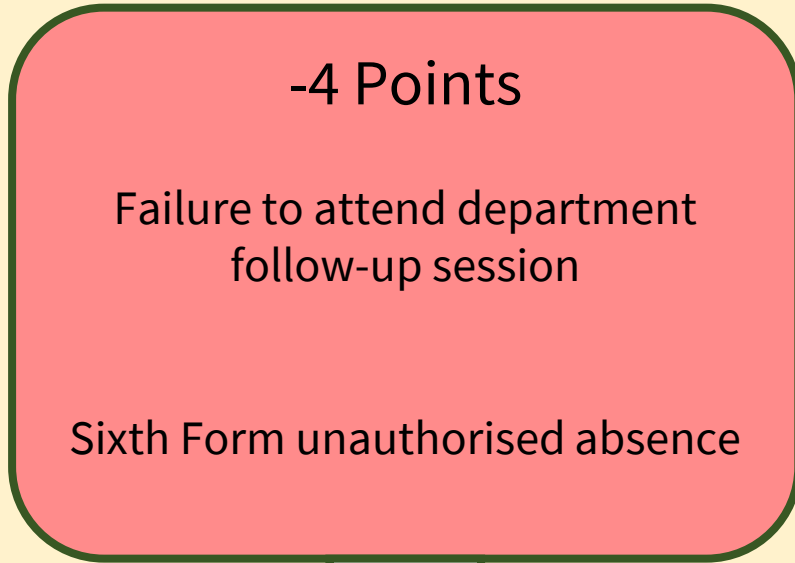 -4 Points
Failure to attend department
follow-up session
Sixth Form unauthorised absence